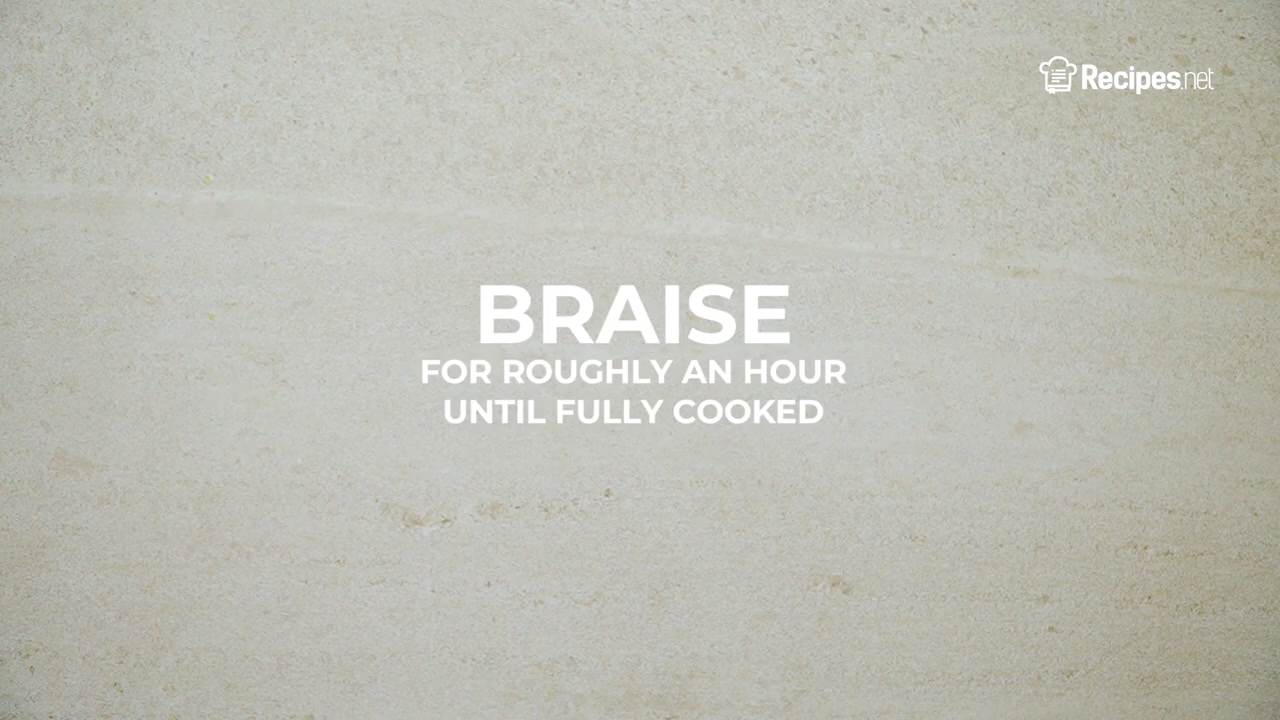 Recipes.net
BRAISE
FOR ROUGHLY AN HOUR
UNTIL FULLY COOKED